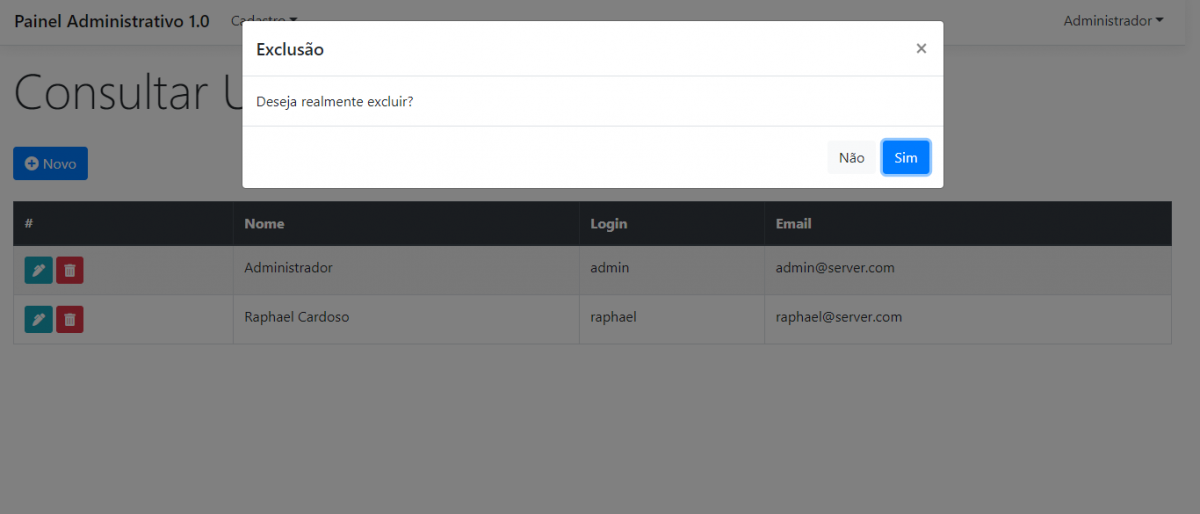 Painel Administrativo 1.0 Cadastro Administrador
Exclusão ×
Deseja realmente excluir?
Não Sim
Consultar
Novo
# Nome Login Email
Administrador admin admin@server.com
Raphael Cardoso raphael raphael@server.com